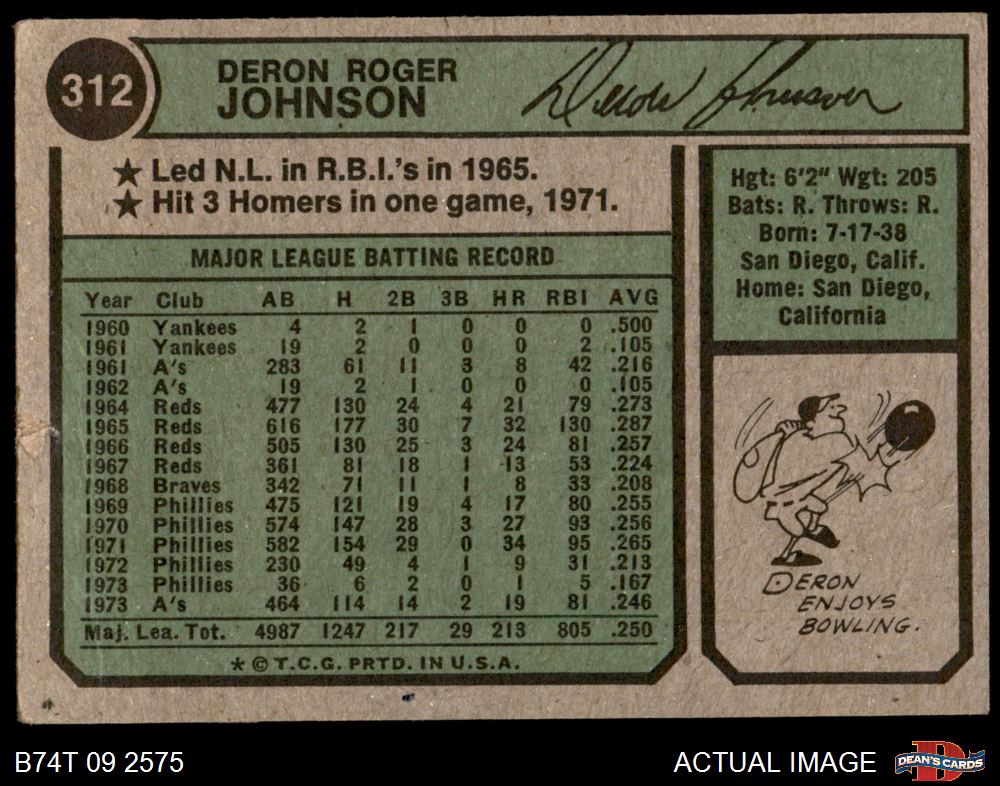 312
DERON ROGER
JOHNSON
Deron Johnson
★ Led N.L. in R.B.I.'s in 1965.
★ Hit 3 Homers in one game, 1971.
MAJOR LEAGUE BATTING RECORD
Year Club AB H 2B 3B HR RBI AVG
1960 Yankees 4 2 1 0 0 0 .500
1961 Yankees 19 2 0 0 0 2 .105
1961 A's 283 61 11 3 8 42 .216
1962 A's 19 2 1 0 0 0 .105
1964 Reds 477 130 24 4 21 79 .273
1965 Reds 616 177 30 7 32 130 .287
1966 Reds 505 130 25 3 24 81 .257
1967 Reds 361 81 18 1 13 53 .224
1968 Braves 342 71 11 1 8 33 .208
1969 Phillies 475 121 19 4 17 80 .255
1970 Phillies 574 147 28 3 27 93 .256
1971 Phillies 582 154 29 0 34 95 .265
1972 Phillies 230 49 4 1 9 31 .213
1973 Phillies 36 6 2 0 1 5 .167
1973 A's 464 114 14 2 19 81 .246
Maj. Lea. Tot. 4987 1247 217 29 213 805 .250
★ © T.C.G. PRTD. IN U.S.A.
Hgt: 6'2" Wgt: 205
Bats: R. Throws: R.
Born: 7-17-38
San Diego, Calif.
Home: San Diego,
California
DERON
ENJOYS
BOWLING.
B74T 09 2575
ACTUAL IMAGE
DEAN'S CARDS